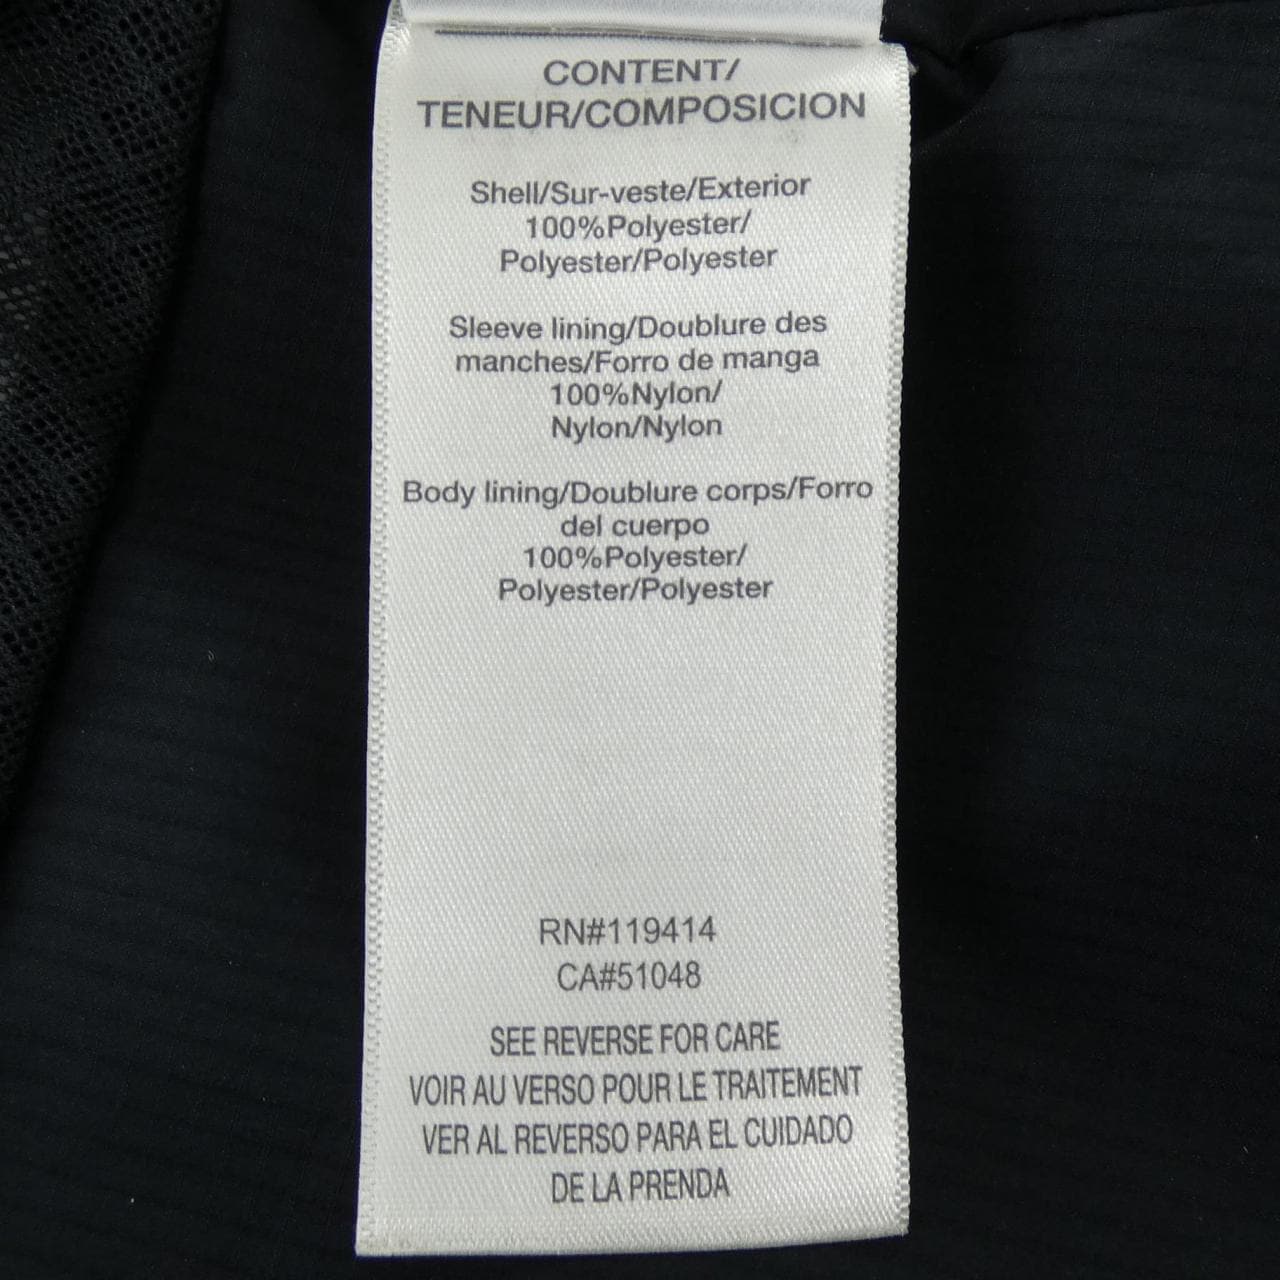 CONTENT/
TENEUR/COMPOSICION
Shell/Sur-veste/Exterior
100%Polyester/
Polyester/Polyester
Sleeve lining/Doublure des
manches/Forro de manga
100%Nylon/
Nylon/Nylon
Body lining/Doublure corps/Forro
del cuerpo
100%Polyester/
Polyester/Polyester
RN#119414
CA#51048
SEE REVERSE FOR CARE
VOIR AU VERSO POUR LE TRAITEMENT
VER AL REVERSO PARA EL CUIDADO
DE LA PRENDA